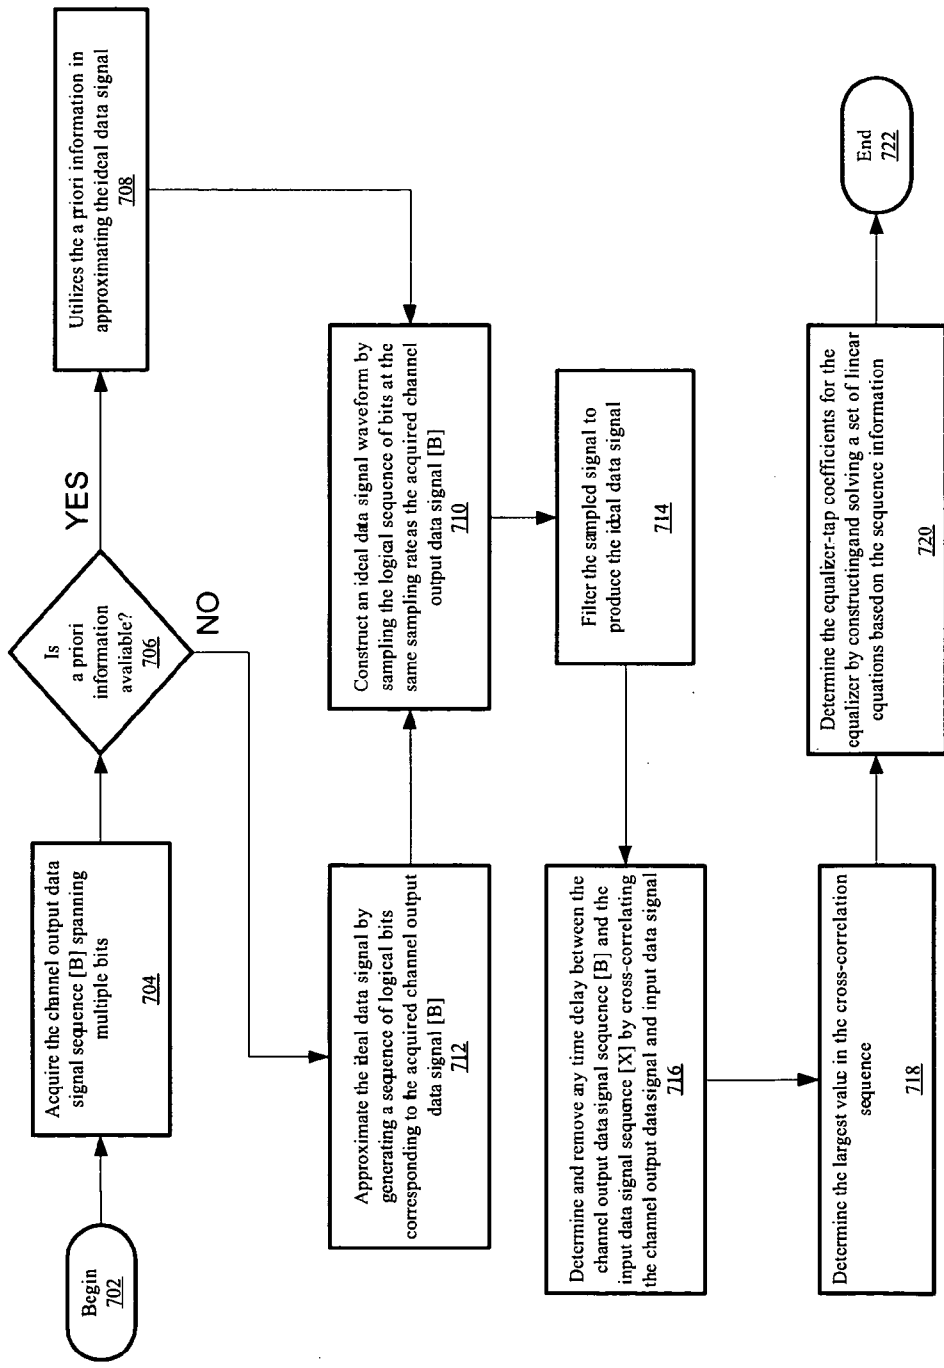 Begin
702
Acquire the channel output data
signal sequence [B] spanning
multiple bits
704
Is
a priori
information
avaliable?
706
YES
NO
Utilizes the a priori information in
approximating the ideal data signal
708
Approximate the ideal data signal by
generating a sequence of logical bits
corresponding to the acquired channel output
data signal [B]
712
Construct an ideal data signal waveform by
sampling the logical sequence of bits at the
same sampling rate as the acquired channel
output data signal [B]
710
Filter the sampled signal to
produce the ideal data signal
714
Determine and remove any time delay between the
channel output data signal sequence [B] and the
input data signal sequence [X] by cross-correlating
the channel output data signal and input data signal
716
Determine the largest value in the cross-correlation
sequence
718
Determine the equalizer-tap coefficients for the
equalizer by constructing and solving a set of linear
equations based on the sequence information
720
End
722